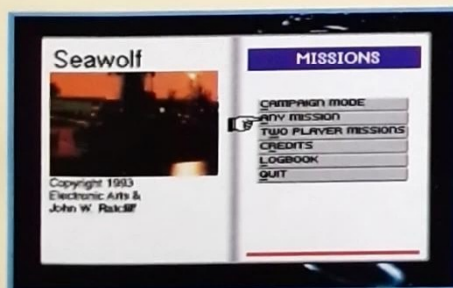 Seawolf
Copyright 1993
Electronic Arts &
John W. Ratcliff
MISSIONS
CAMPAIGN MODE
ANY MISSION
TWO PLAYER MISSIONS
CREDITS
LOGBOOK
QUIT